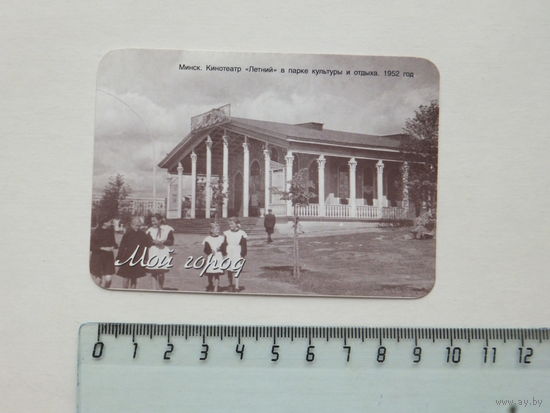 Минск. Кинотеатр «Летний» в парке культуры и отдыха. 1952 год
Мой город
0 1 2 3 4 5 6 7 8 9 10 11 12
www.ay.by